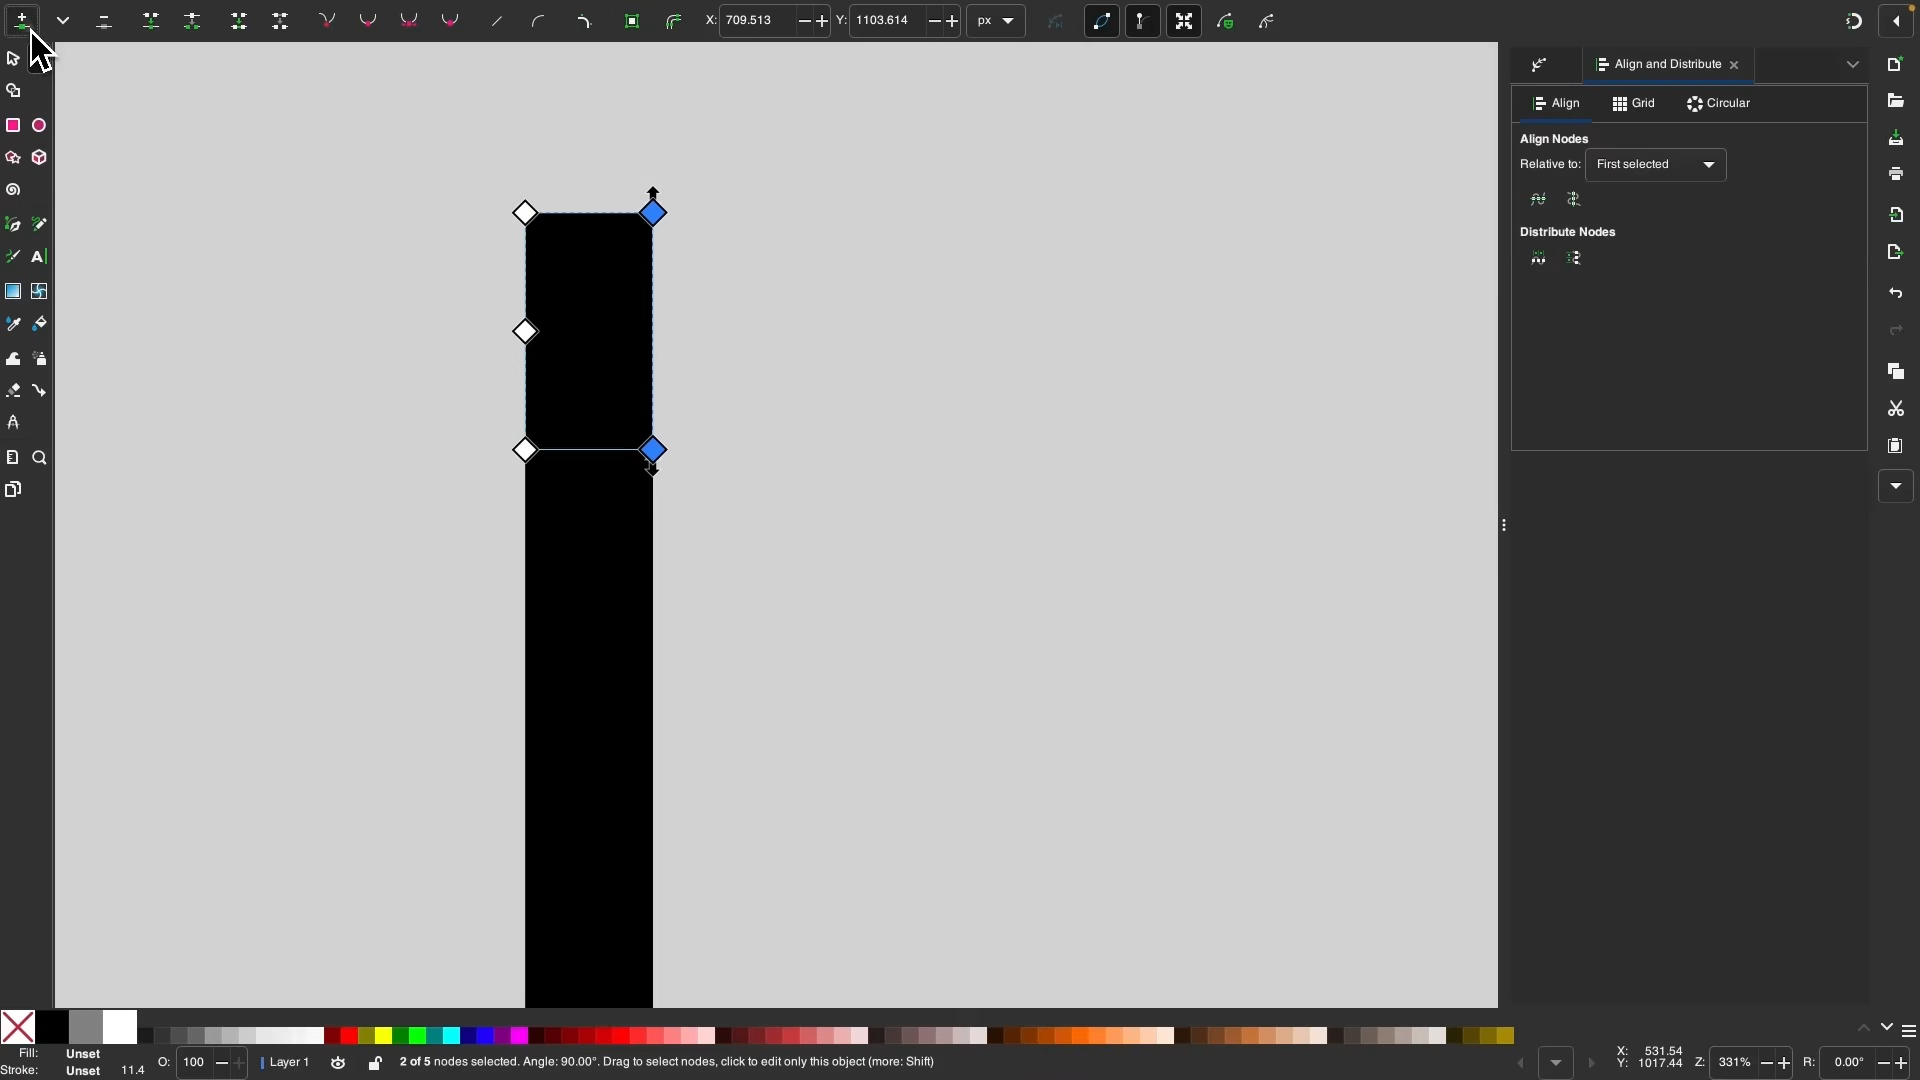 X: 709.513 Y: 1103.614 px
Align and Distribute
Align Grid Circular
Align Nodes
Relative to: First selected
Distribute Nodes
Fill: Unset
Stroke: Unset 11.4
O: 100
Layer 1
2 of 5 nodes selected. Angle: 90.00°. Drag to select nodes, click to edit only this object (more: Shift)
X: 531.54
Y: 1017.44
Z: 331%
R: 0.00°